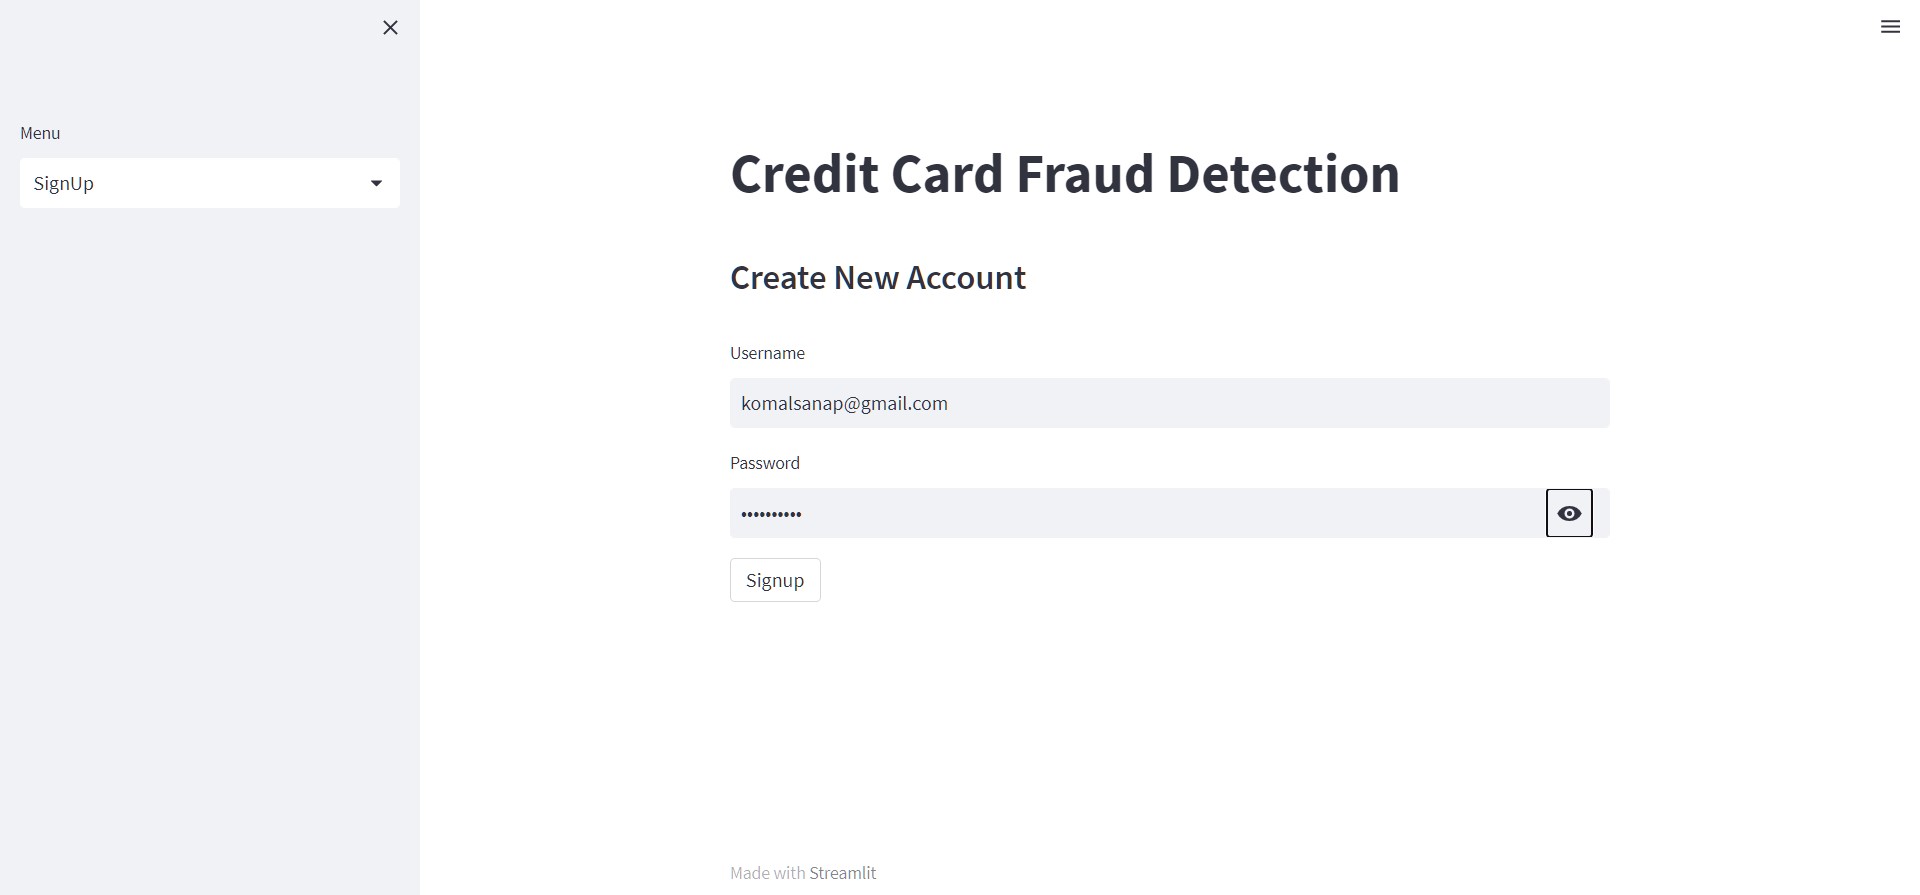 Menu
SignUp
Credit Card Fraud Detection
Create New Account
Username
komalsanap@gmail.com
Password
••••••••••
Signup
Made with Streamlit